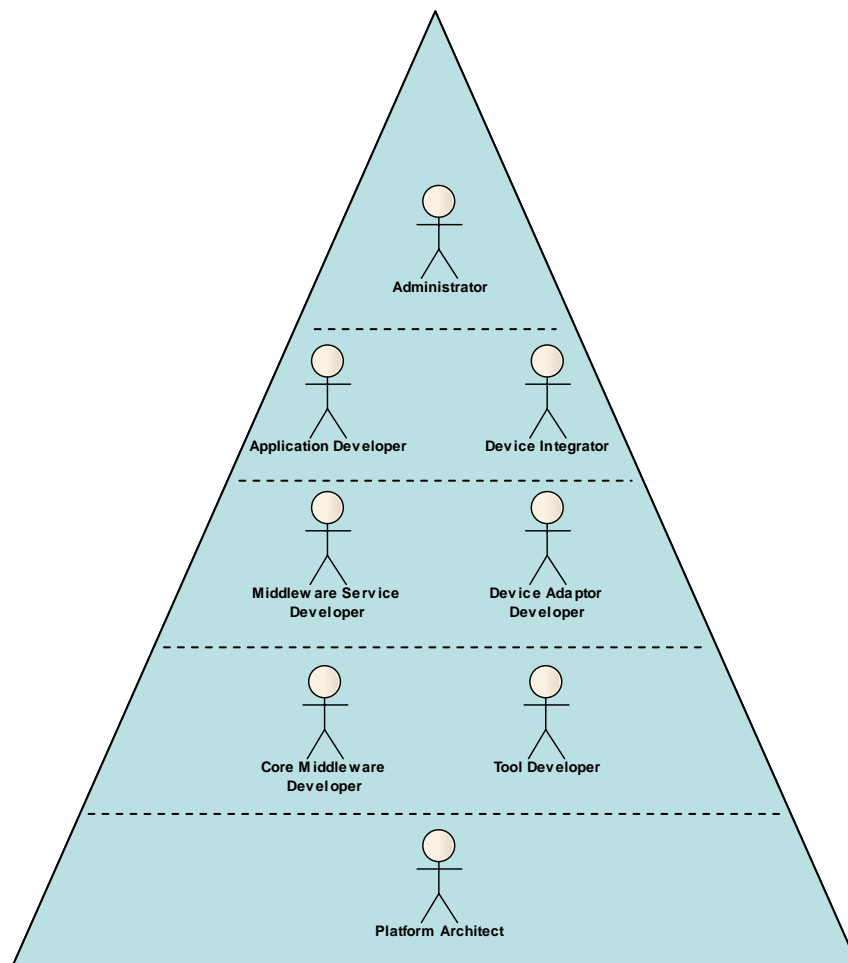 Administrator
Application Developer
Device Integrator
Middleware Service
Developer
Device Adaptor
Developer
Core Middleware
Developer
Tool Developer
Platform Architect